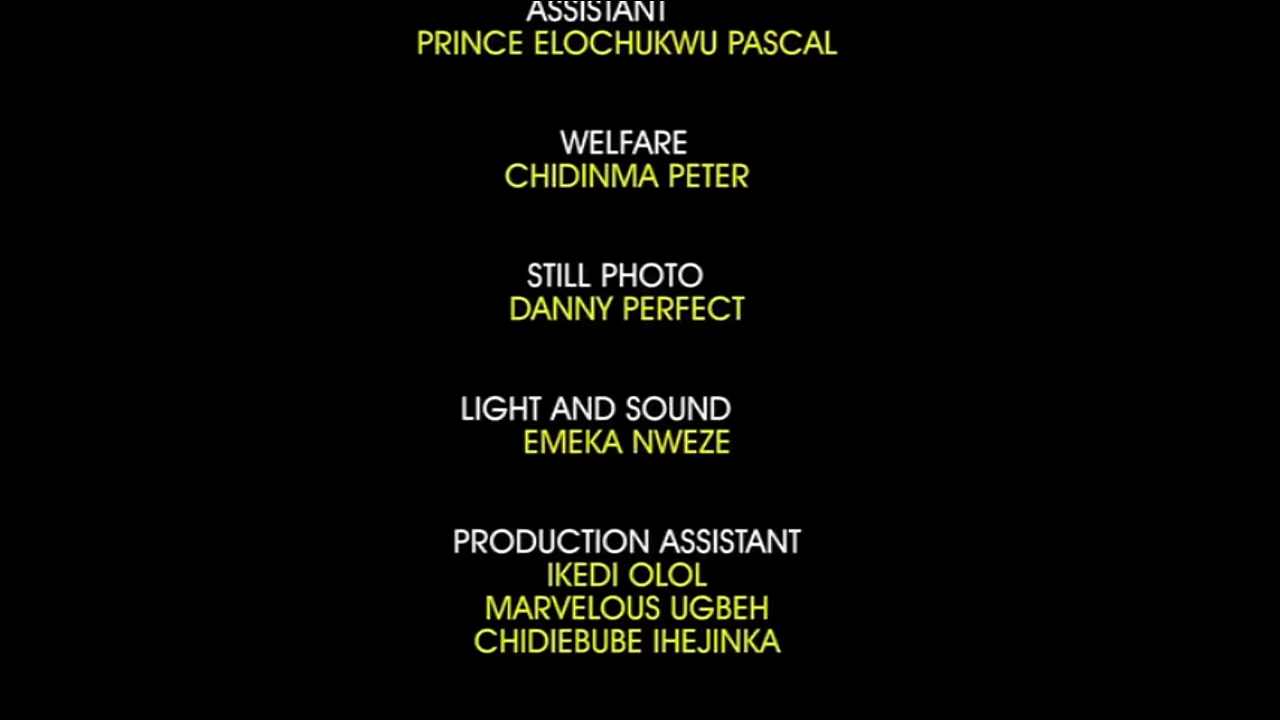 ASSISTANT
PRINCE ELOCHUKWU PASCAL
WELFARE
CHIDINMA PETER
STILL PHOTO
DANNY PERFECT
LIGHT AND SOUND
EMEKA NWEZE
PRODUCTION ASSISTANT
IKEDI OLOL
MARVELOUS UGBEH
CHIDIEBUBE IHEJINKA